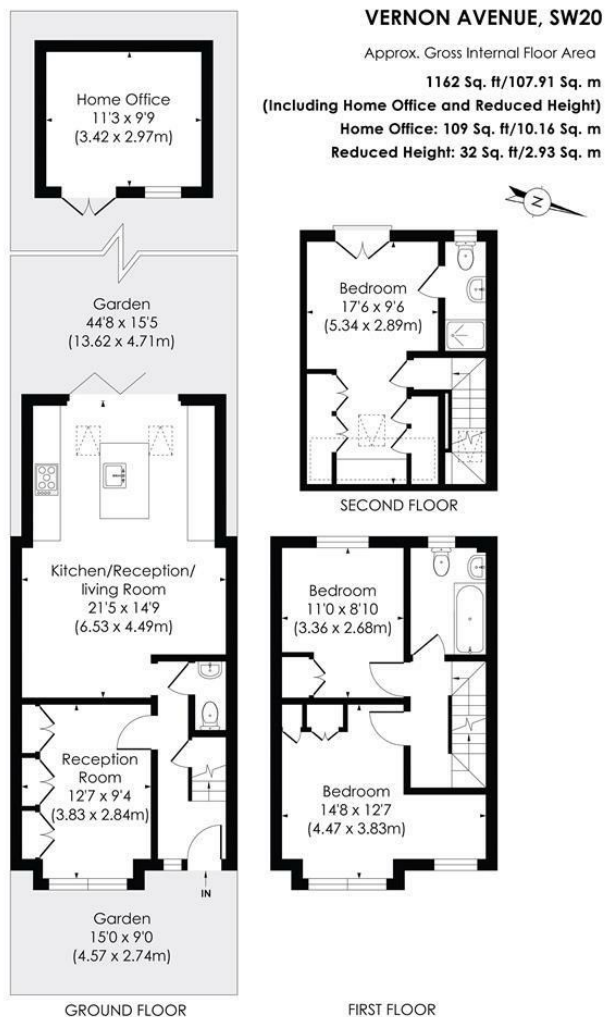 VERNON AVENUE, SW20
Approx. Gross Internal Floor Area
1162 Sq. ft/107.91 Sq. m
(Including Home Office and Reduced Height)
Home Office: 109 Sq. ft/10.16 Sq. m
Reduced Height: 32 Sq. ft/2.93 Sq. m
N
Home Office
11'3 x 9'9
(3.42 x 2.97m)
Garden
44'8 x 15'5
(13.62 x 4.71m)
Kitchen/Reception/
living Room
21'5 x 14'9
(6.53 x 4.49m)
Reception
Room
12'7 x 9'4
(3.83 x 2.84m)
IN
Garden
15'0 x 9'0
(4.57 x 2.74m)
GROUND FLOOR
Bedroom
17'6 x 9'6
(5.34 x 2.89m)
SECOND FLOOR
Bedroom
11'0 x 8'10
(3.36 x 2.68m)
Bedroom
14'8 x 12'7
(4.47 x 3.83m)
FIRST FLOOR